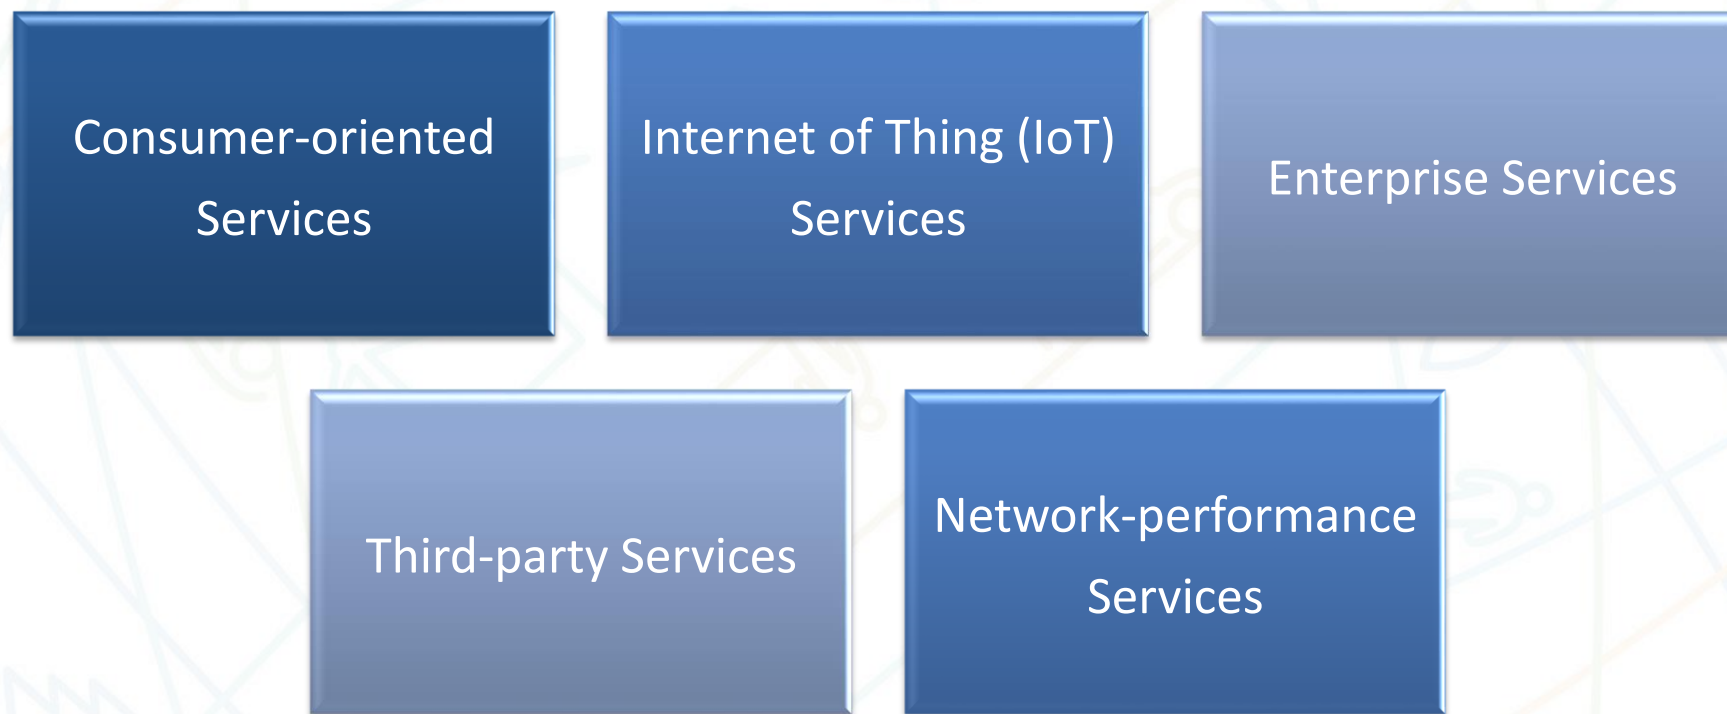 Consumer-oriented
Services
Internet of Thing (IoT)
Services
Enterprise Services
Third-party Services
Network-performance
Services